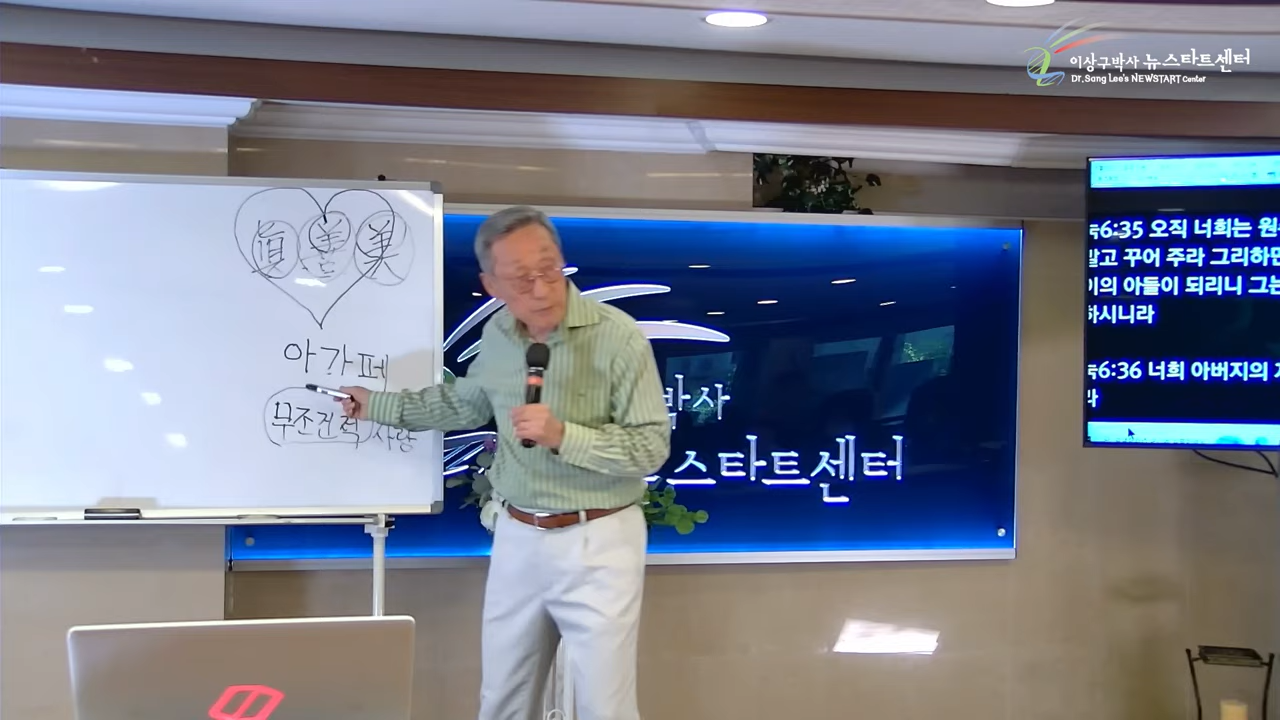 이상구박사 뉴스타트센터
Dr. Sang Lee's NEWSTART Center
眞 善 美
아가페
무조건적 사랑
박사
스타트센터
6:35 오직 너희는 원
말고 꾸어 주라 그리하면
이의 아들이 되리니 그는
하시니라
6:36 너희 아버지의
라